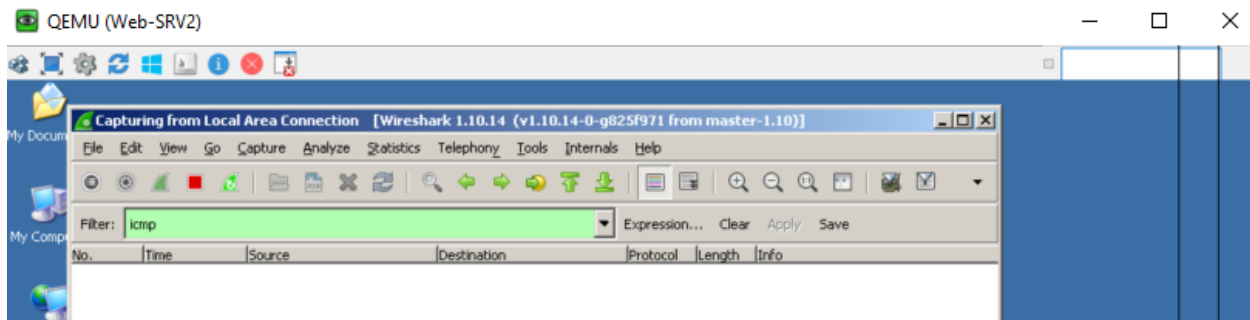 QEMU (Web-SRV2)
My Docum
Capturing from Local Area Connection [Wireshark 1.10.14 (v1.10.14-0-g825f971 from master-1.10)]
File Edit View Go Capture Analyze Statistics Telephony Tools Internals Help
Filter: icmp Expression... Clear Apply Save
My Compu
No. Time Source Destination Protocol Length Info